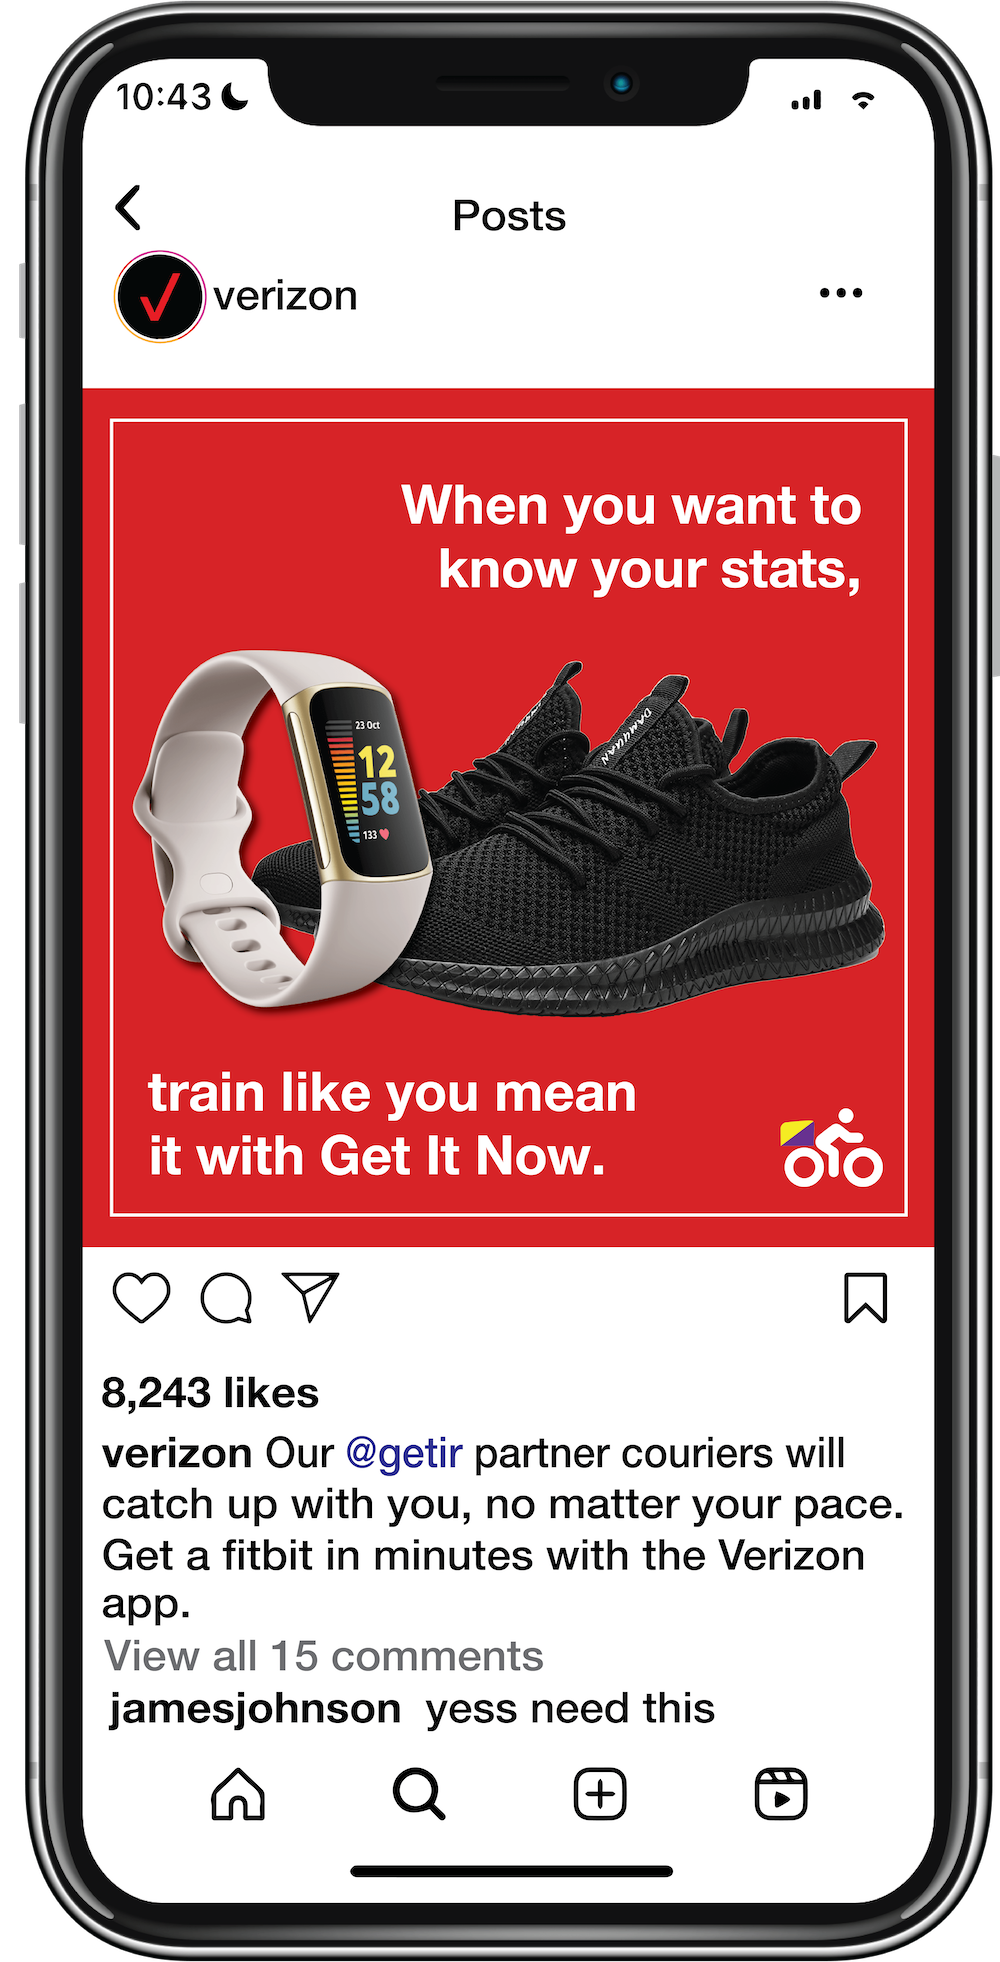 10:43
Posts
verizon
When you want to
know your stats,
DAMYUAN
23 Oct
12
58
133
train like you mean
it with Get It Now.
8,243 likes
verizon Our @getir partner couriers will
catch up with you, no matter your pace.
Get a fitbit in minutes with the Verizon
app.
View all 15 comments
jamesjohnson yess need this